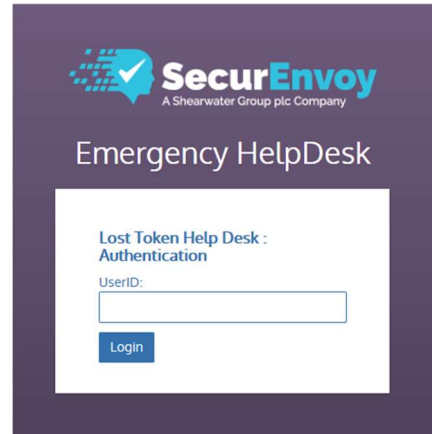 SecurEnvoy
A Shearwater Group plc Company
Emergency HelpDesk
Lost Token Help Desk :
Authentication
UserID:
Login